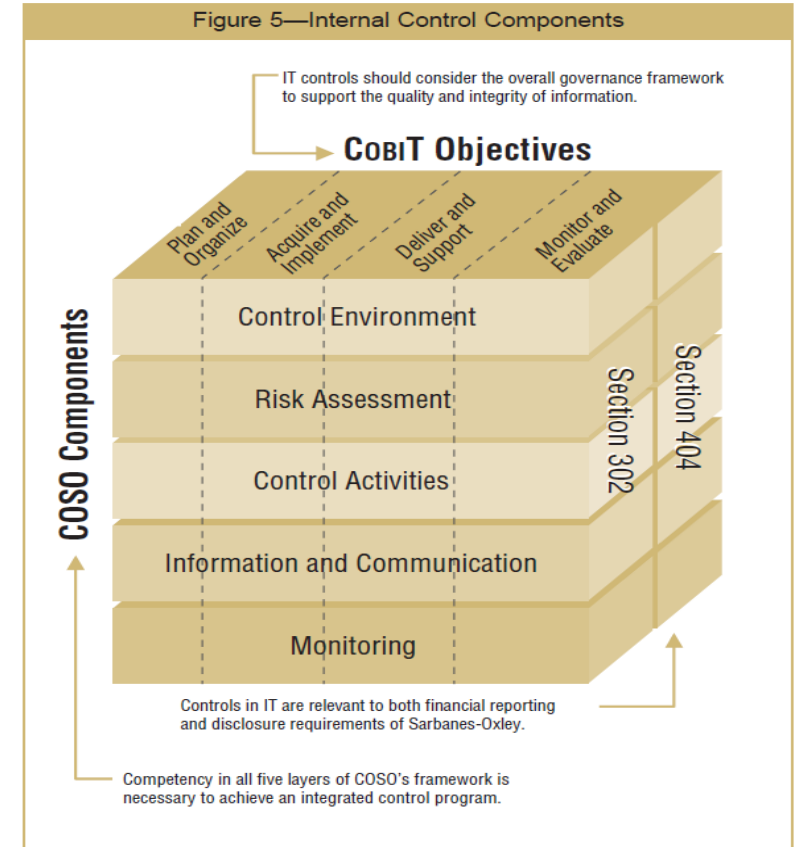 Figure 5—Internal Control Components
IT controls should consider the overall governance framework
to support the quality and integrity of information.
COBIT Objectives
Plan and
Organize
Acquire and
Implement
Deliver and
Support
Monitor and
Evaluate
COSO Components
Control Environment
Risk Assessment
Control Activities
Information and Communication
Monitoring
Section 302
Section 404
Controls in IT are relevant to both financial reporting
and disclosure requirements of Sarbanes-Oxley.
Competency in all five layers of COSO's framework is
necessary to achieve an integrated control program.